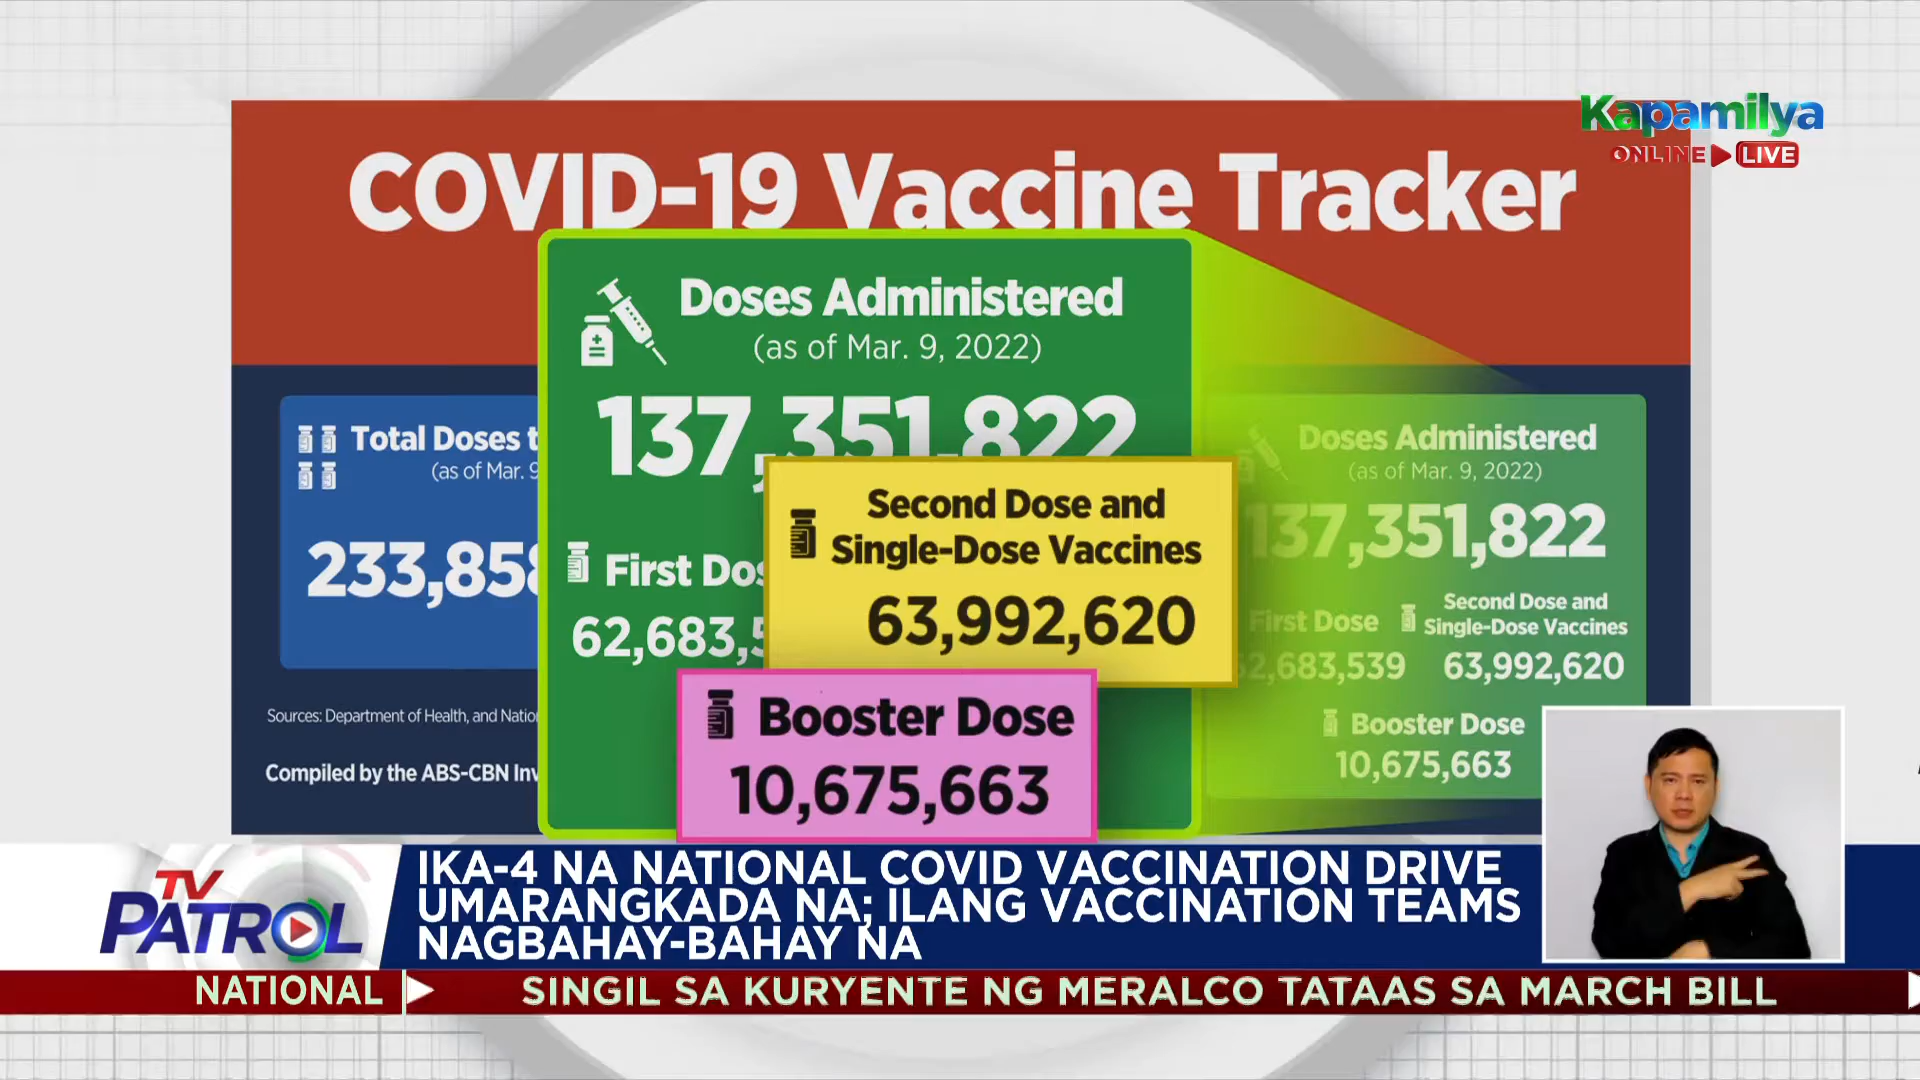 Kapamilya
ONLINE LIVE
COVID-19 Vaccine Tracker
Doses Administered
(as of Mar. 9, 2022)
137,351,822
First
62,683,5
Second Dose and
Single-Dose Vaccines
63,992,620
Booster Dose
10,675,663
Total Doses
(as of Mar. 9
233,858
Sources: Department of Health, and
Compiled by the ABS-CBN
Doses Administered
(as of Mar. 9, 2022)
137,351,822
First Dose
62,683,539
Second Dose and
Single-Dose Vaccines
63,992,620
Booster Dose
10,675,663
TV
PATROL
IKA-4 NA NATIONAL COVID VACCINATION DRIVE
UMARANGKADA NA; ILANG VACCINATION TEAMS
NAGBAHAY-BAHAY NA
NATIONAL
SINGIL SA KURYENTE NG MERALCO TATAAS SA MARCH BILL